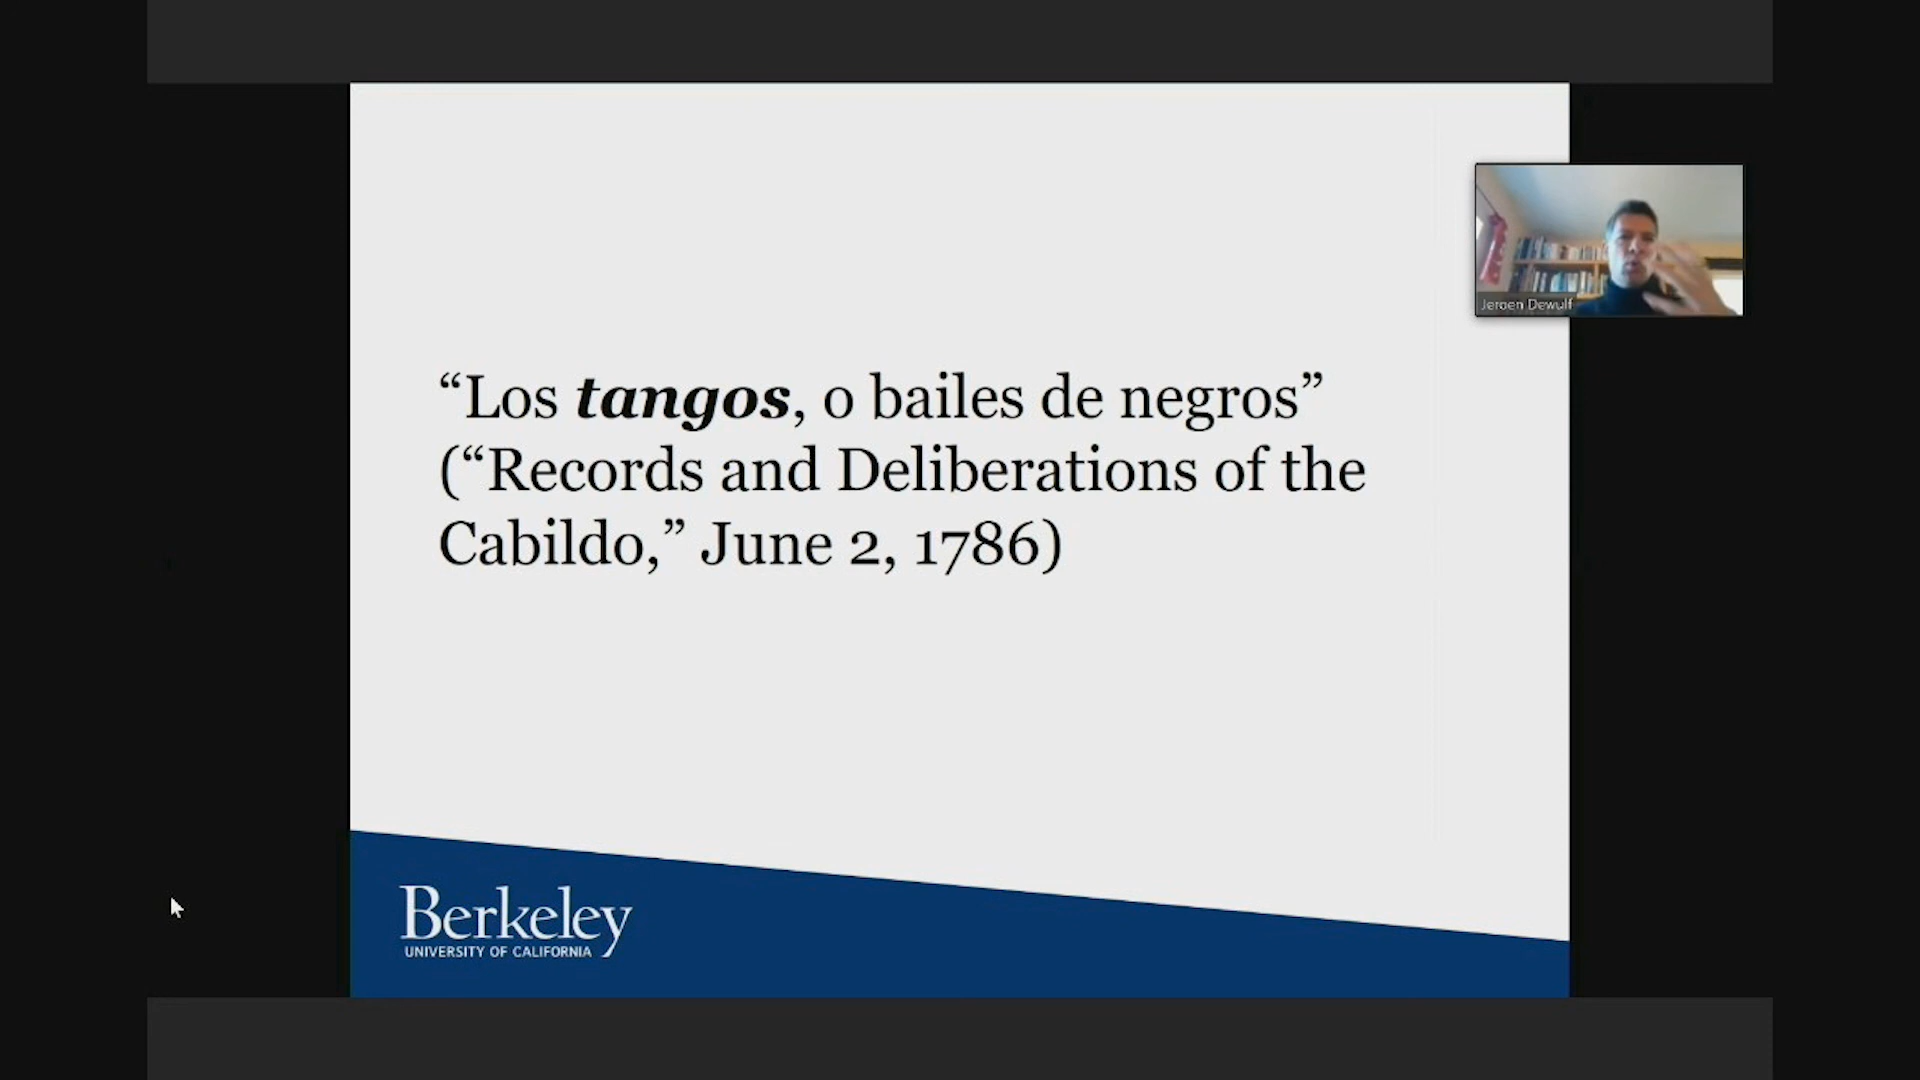 “Los tangos, o bailes de negros”
(“Records and Deliberations of the
Cabildo,” June 2, 1786)
Jeroen Dewulf
Berkeley
UNIVERSITY OF CALIFORNIA